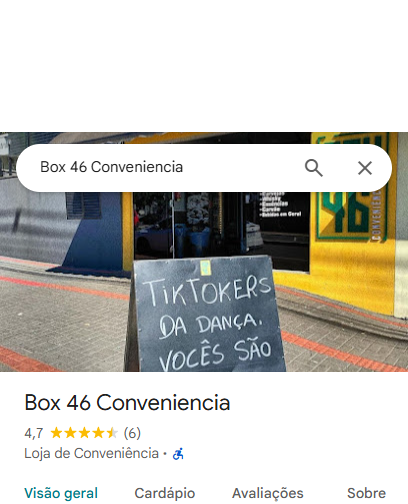 Box 46 Conveniencia
46
TIKTOKERS
DA DANÇA.
VOCÊS SÃO
Box 46 Conveniencia
4,7 (6)
Loja de Conveniência ·
Visão geral Cardápio Avaliações Sobre